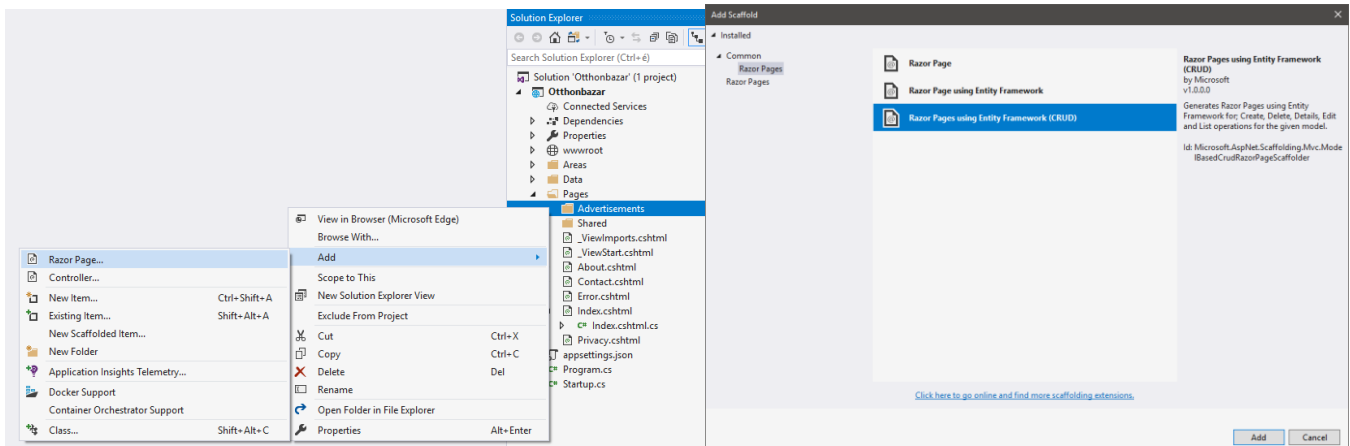 Razor Page...
Controller...
New Item... Ctrl+Shift+A
Existing Item... Shift+Alt+A
New Scaffolded Item...
New Folder
Application Insights Telemetry...
Docker Support
Container Orchestrator Support
Class... Shift+Alt+C
View in Browser (Microsoft Edge)
Browse With...
Add
Scope to This
New Solution Explorer View
Exclude From Project
Cut Ctrl+X
Copy Ctrl+C
Delete Del
Rename
Open Folder in File Explorer
Properties Alt+Enter
Solution Explorer
Search Solution Explorer (Ctrl+é)
Solution 'Otthonbazar' (1 project)
Otthonbazar
Connected Services
Dependencies
Properties
wwwroot
Areas
Data
Pages
Advertisements
Shared
_ViewImports.cshtml
_ViewStart.cshtml
About.cshtml
Contact.cshtml
Error.cshtml
Index.cshtml
C# Index.cshtml.cs
Privacy.cshtml
appsettings.json
Program.cs
Startup.cs
Add Scaffold
Installed
Common
Razor Pages
Razor Pages
Razor Page
Razor Page using Entity Framework
Razor Pages using Entity Framework (CRUD)
Razor Pages using Entity Framework
(CRUD)
by Microsoft
v1.0.0.0
Generates Razor Pages using Entity
Framework for; Create, Delete, Details, Edit
and List operations for the given model.
Id: Microsoft.AspNet.Scaffolding.Mvc.Mode
lBasedCrudRazorPageScaffolder
Click here to go online and find more scaffolding extensions.
Add Cancel